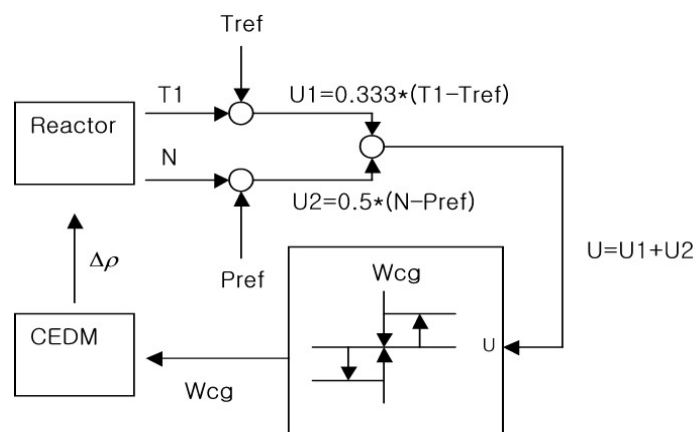 Tref
T1
U1=0.333*(T1-Tref)
Reactor
N
U2=0.5*(N-Pref)
U=U1+U2
Δρ
Pref
Wcg
CEDM
U
Wcg